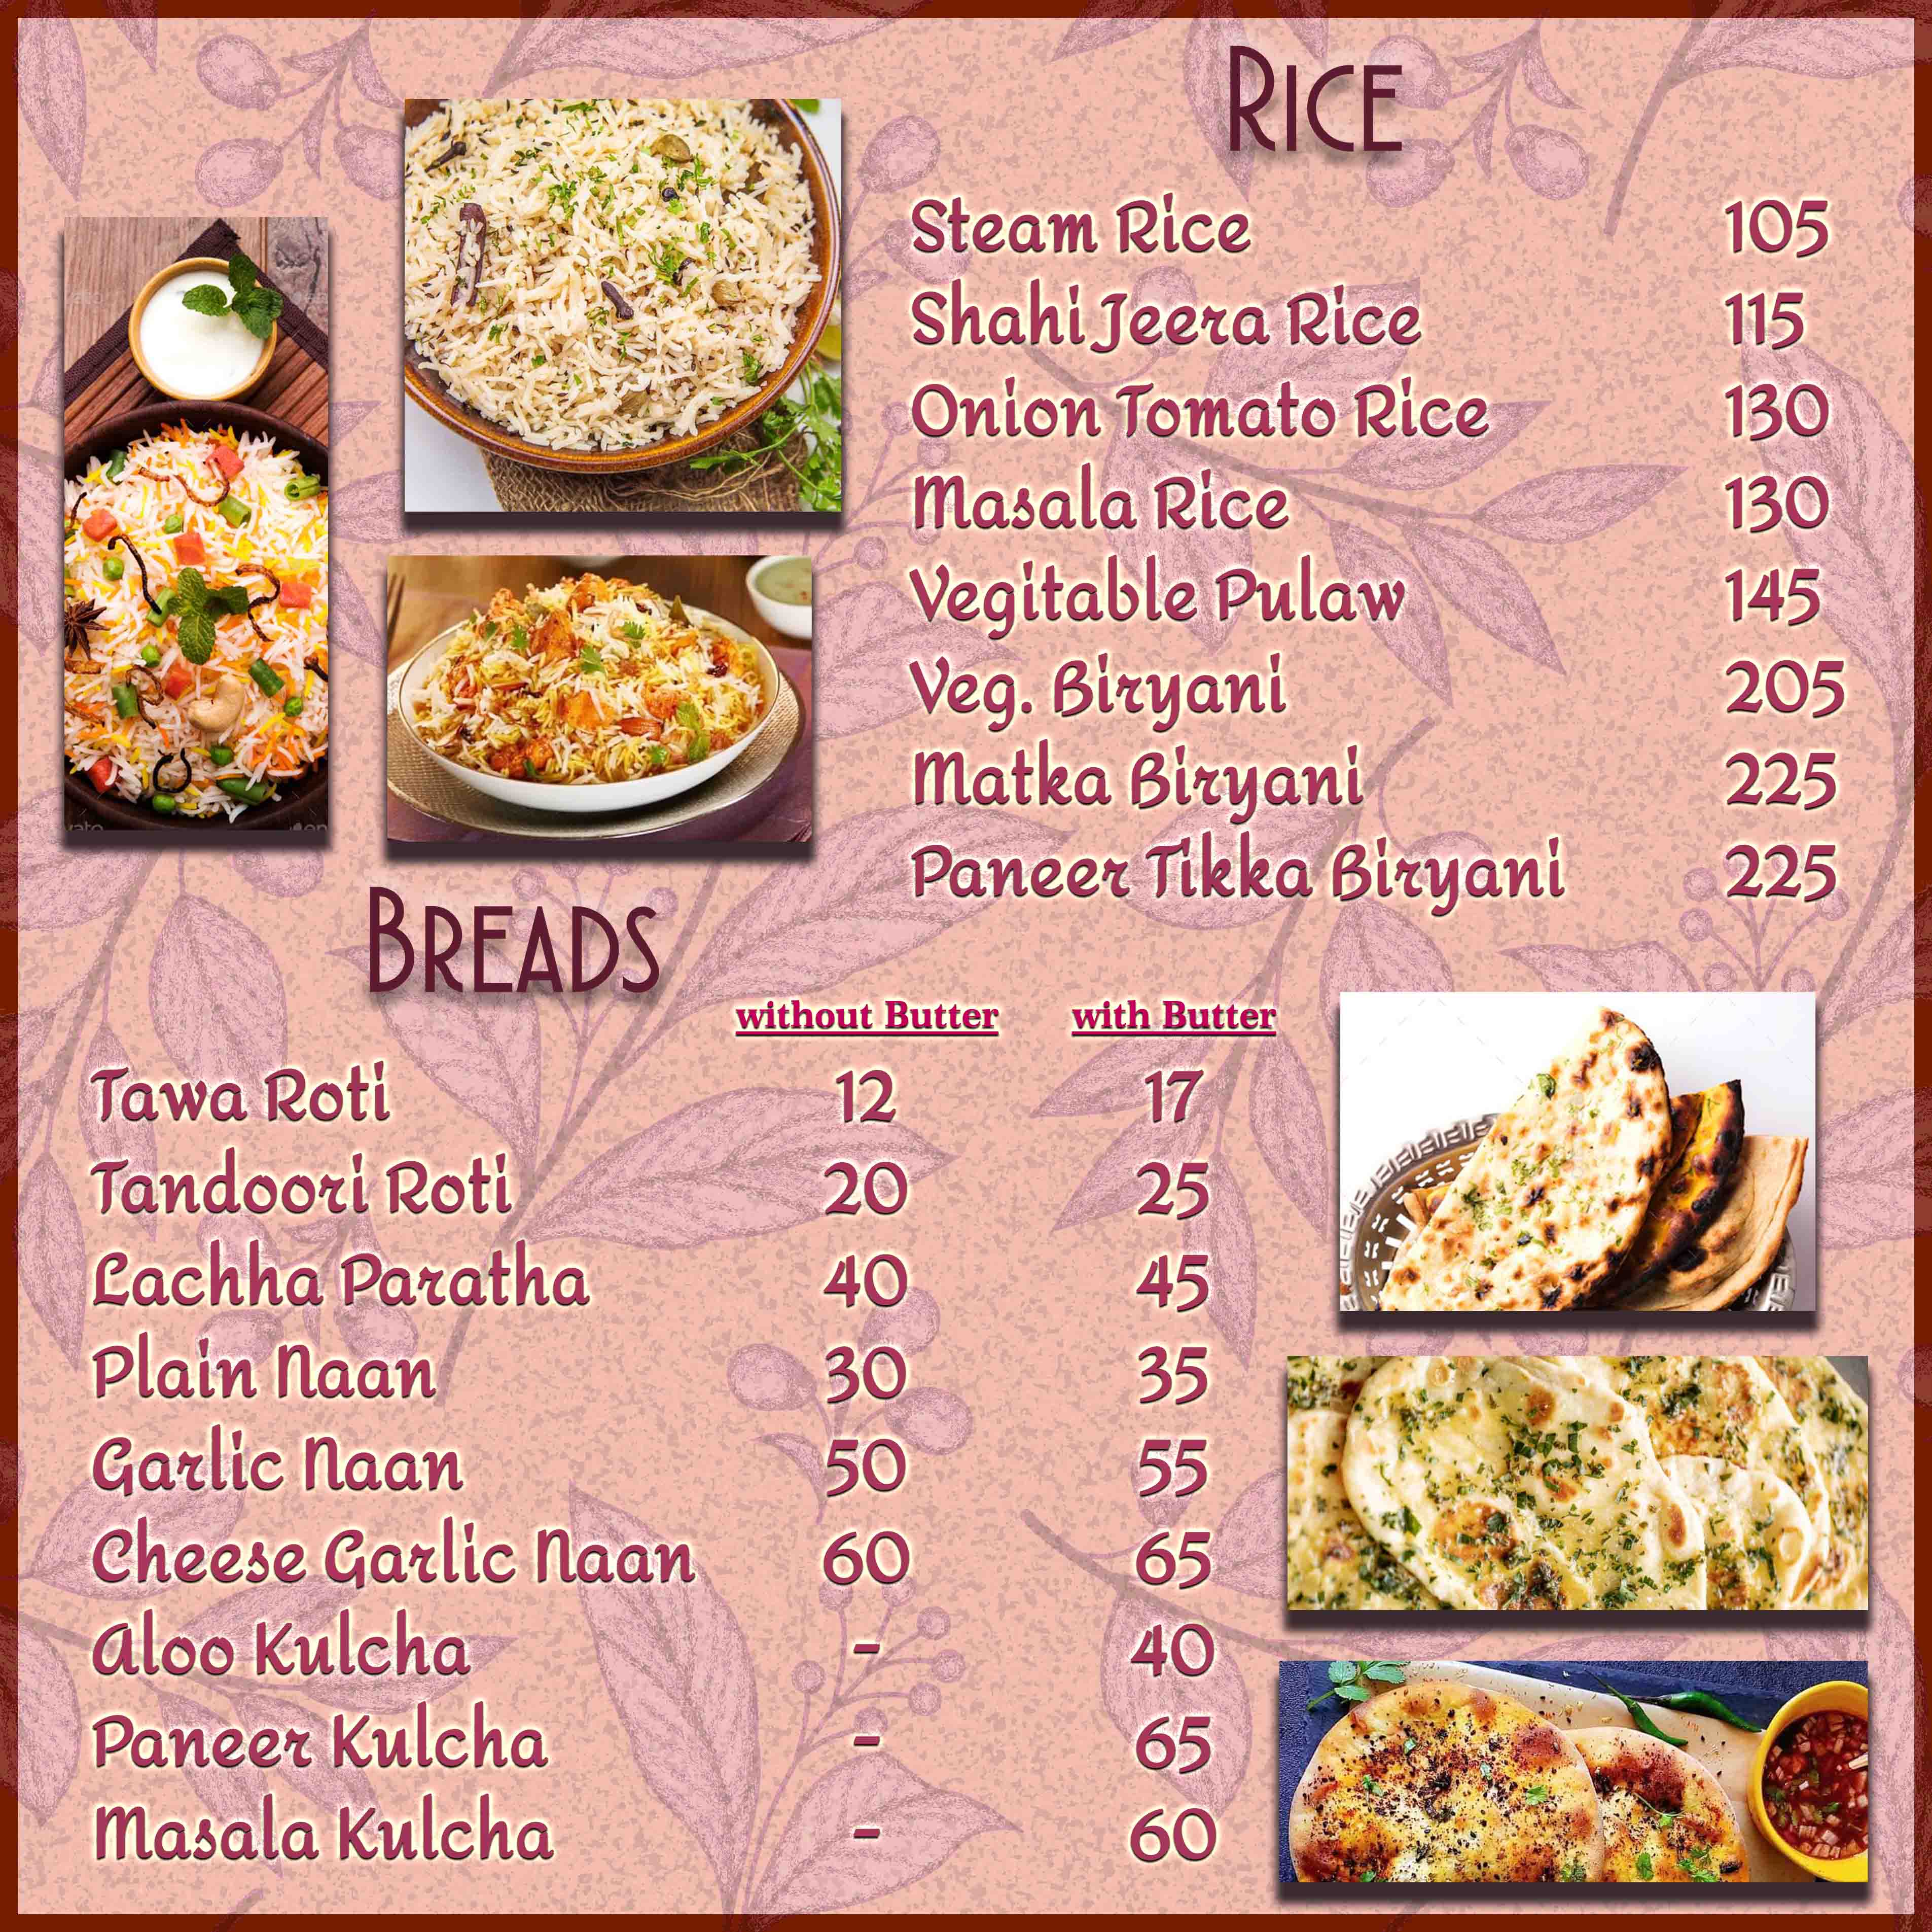 RICE
Steam Rice 105
Shahi Jeera Rice 115
Onion Tomato Rice 130
Masala Rice 130
Vegitable Pulaw 145
Veg. Biryani 205
Matka Biryani 225
Paneer Tikka Biryani 225
BREADS
without Butter with Butter
Tawa Roti 12 17
Tandoori Roti 20 25
Lachha Paratha 40 45
Plain Naan 30 35
Garlic Naan 50 55
Cheese Garlic Naan 60 65
Aloo Kulcha - 40
Paneer Kulcha - 65
Masala Kulcha - 60